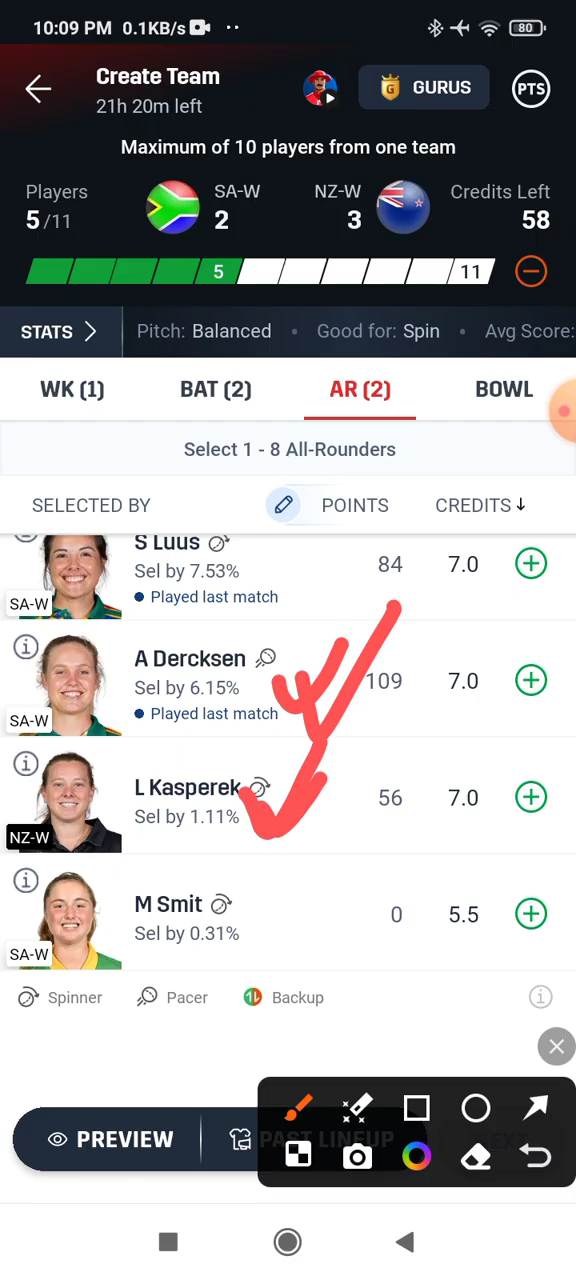 10:09 PM 0.1KB/s
80
Create Team
21h 20m left
G GURUS
PTS
Maximum of 10 players from one team
Players SA-W NZ-W Credits Left
5/11 2 3 58
5 11
STATS Pitch: Balanced • Good for: Spin • Avg Score:
WK (1) BAT (2) AR (2) BOWL
Select 1 - 8 All-Rounders
SELECTED BY POINTS CREDITS↓
S Luus
Sel by 7.53% 84 7.0
Played last match
SA-W
A Dercksen
Sel by 6.15% 109 7.0
Played last match
SA-W
L Kasperek
56 7.0
Sel by 1.11%
NZ-W
M Smit
0 5.5
Sel by 0.31%
SA-W
Spinner Pacer Backup
PREVIEW PAST LINEUP